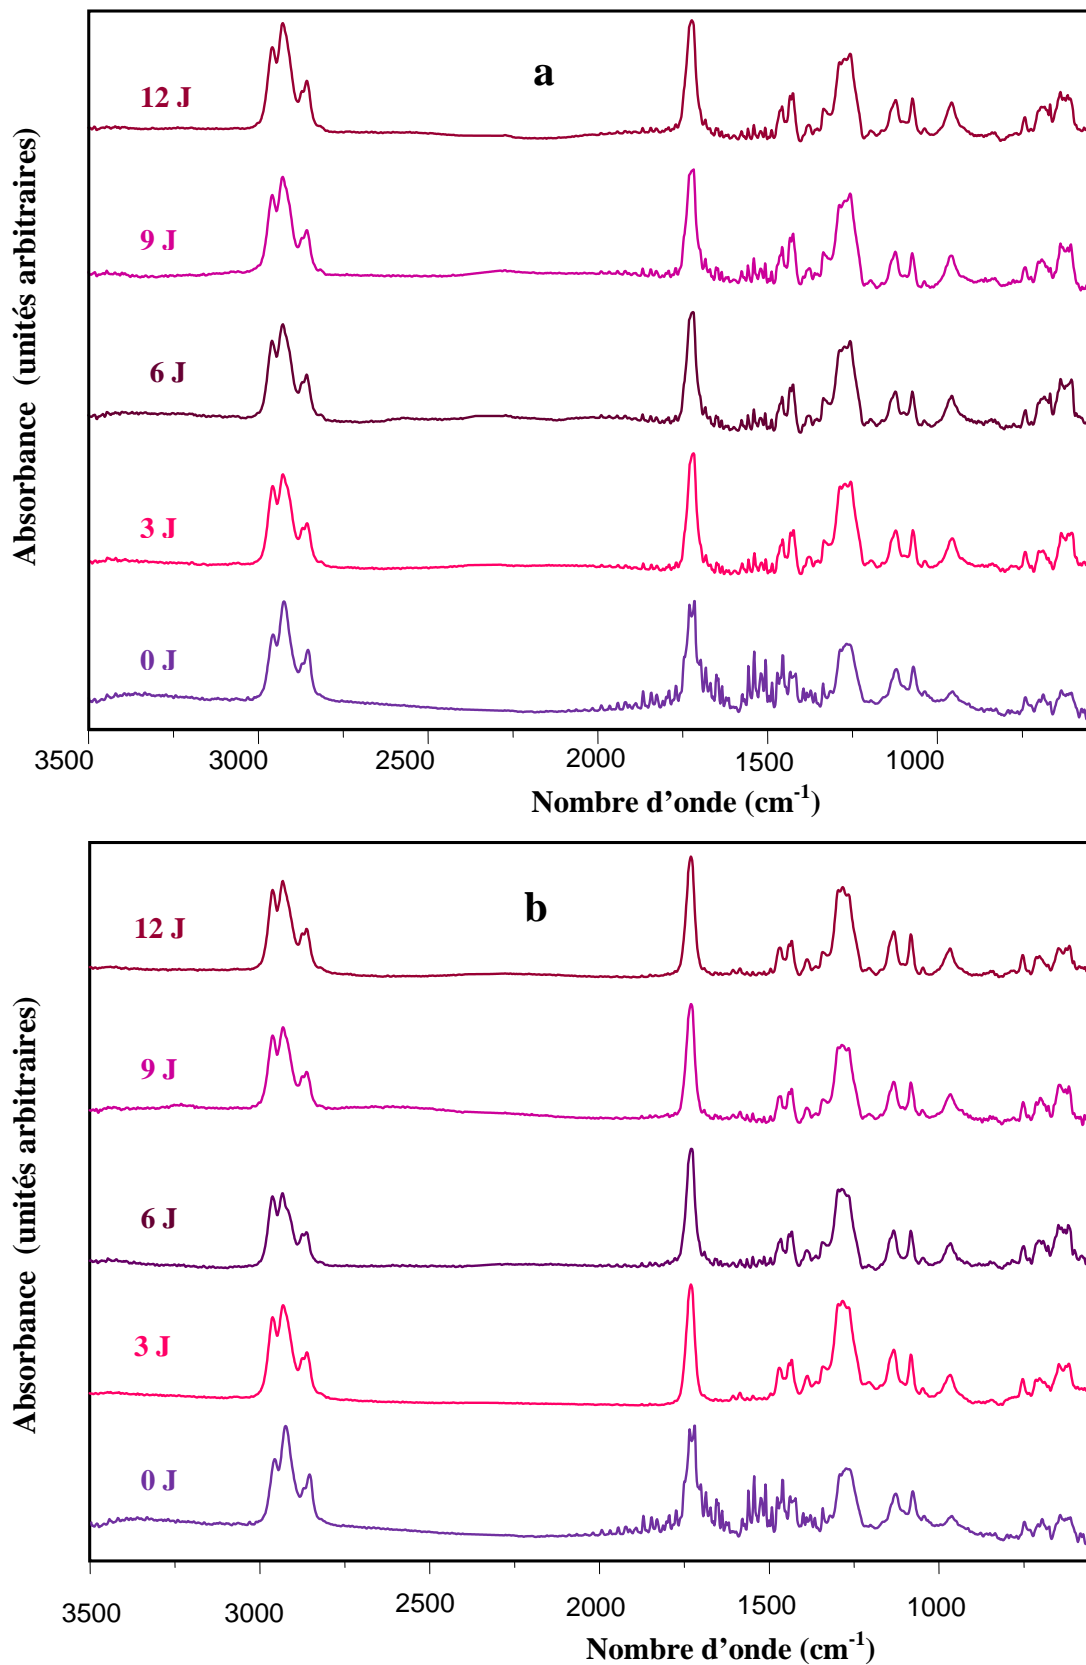 a
12 J
9 J
6 J
3 J
0 J
Absorbance (unités arbitraires)
3500 3000 2500 2000 1500 1000
Nombre d’onde (cm-1)
b
12 J
9 J
6 J
3 J
0 J
Absorbance (unités arbitraires)
3500 3000 2500 2000 1500 1000
Nombre d’onde (cm-1)